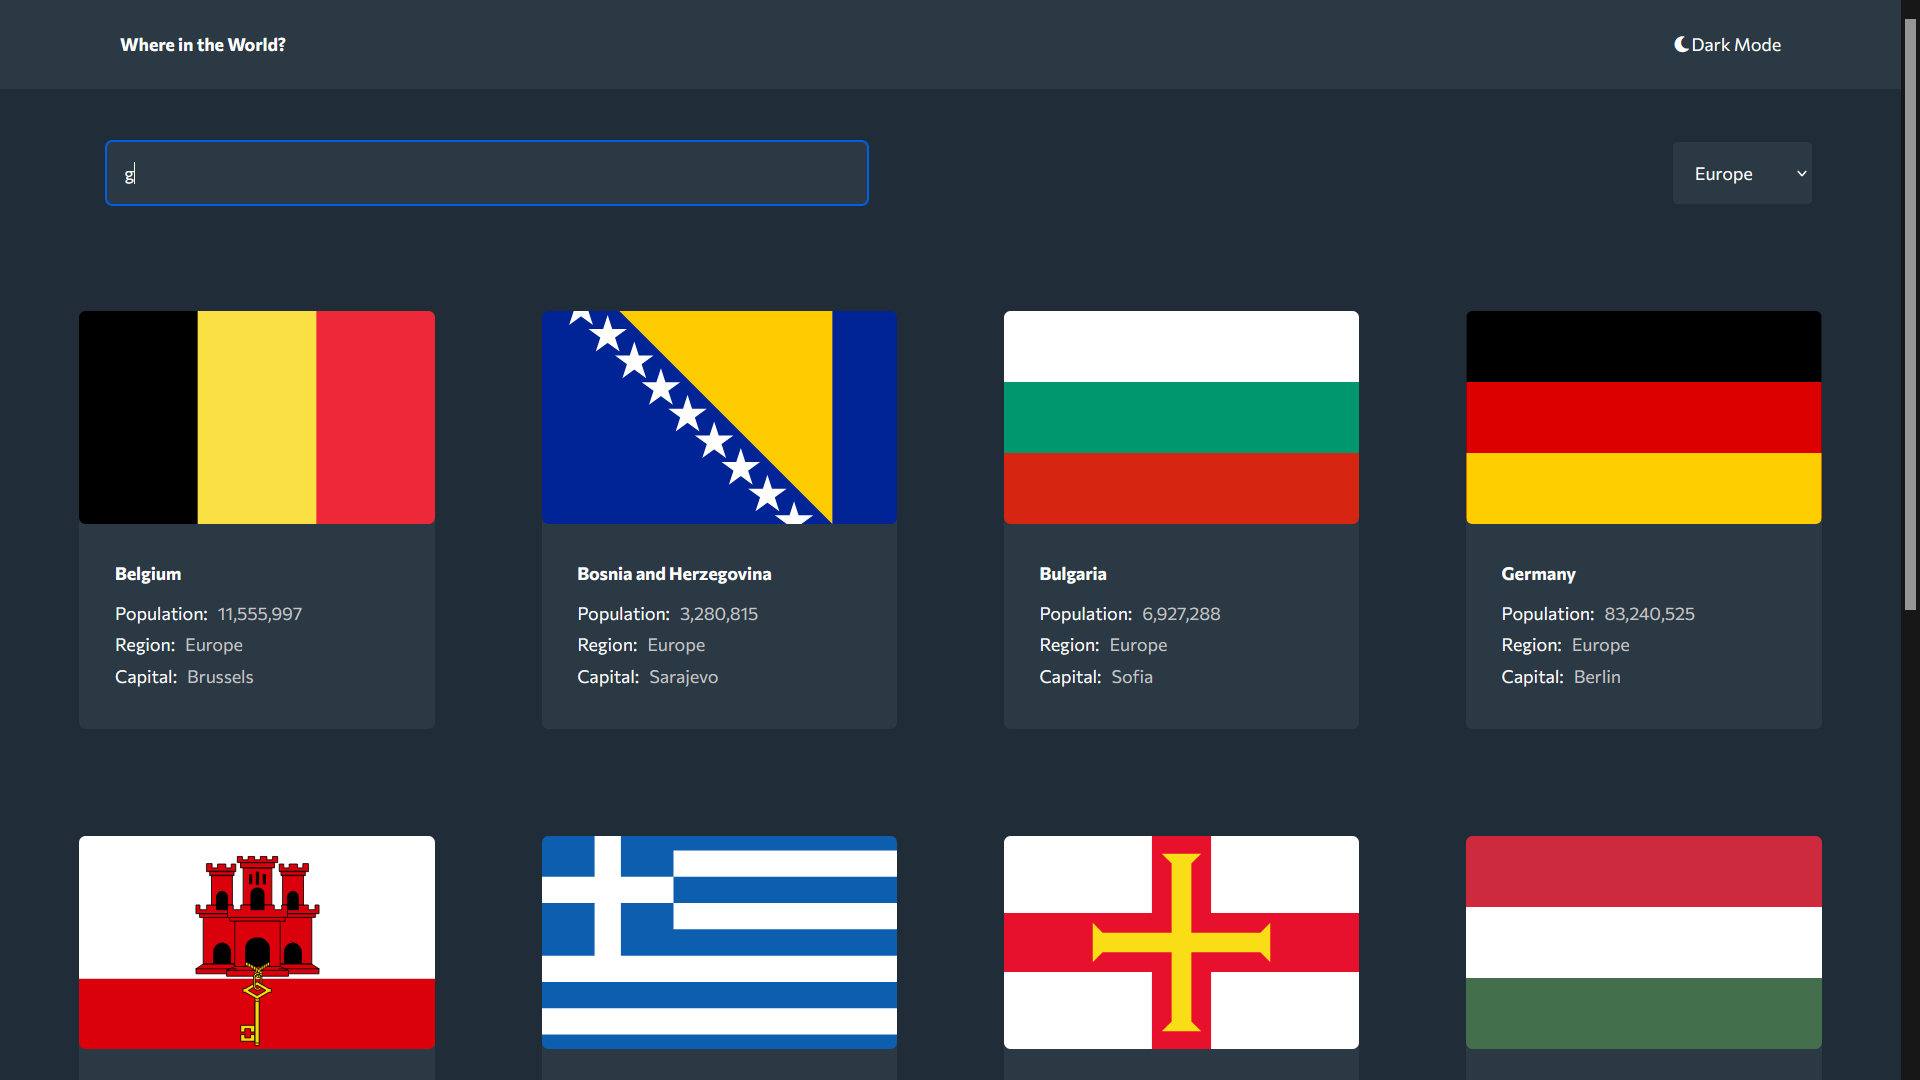 Where in the World?
Dark Mode
g
Europe
Belgium
Population: 11,555,997
Region: Europe
Capital: Brussels
Bosnia and Herzegovina
Population: 3,280,815
Region: Europe
Capital: Sarajevo
Bulgaria
Population: 6,927,288
Region: Europe
Capital: Sofia
Germany
Population: 83,240,525
Region: Europe
Capital: Berlin